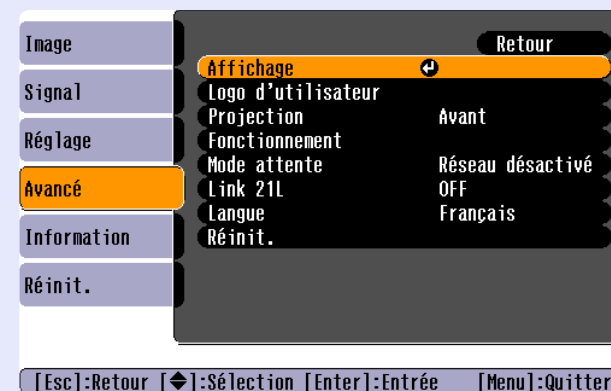 Image
Signal
Réglage
Avancé
Information
Réinit.
Retour
Affichage
Logo d'utilisateur
Projection Avant
Fonctionnement
Mode attente Réseau désactivé
Link 21L OFF
Langue Français
Réinit.
[Esc]:Retour [◆]:Sélection [Enter]:Entrée [Menu]:Quitter